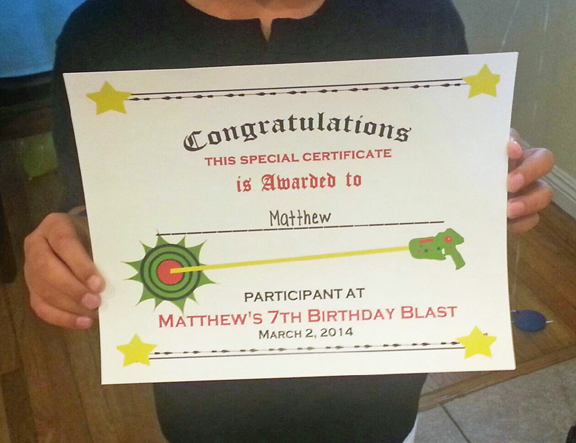 Congratulations
THIS SPECIAL CERTIFICATE
is Awarded to
Matthew
PARTICIPANT AT
MATTHEW'S 7TH BIRTHDAY BLAST
MARCH 2, 2014